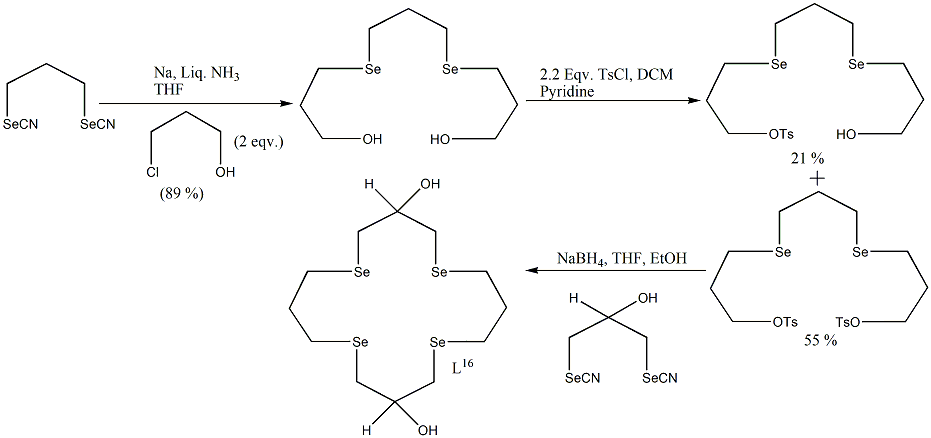 Na, Liq. NH3
THF
SeCN SeCN
Cl OH
(2 eqv.)
(89 %)
Se Se
OH HO
2.2 Eqv. TsCl, DCM
Pyridine
Se Se
OTs HO
21 %
+
Se Se
OTs TsO
55 %
NaBH4, THF, EtOH
H OH
SeCN SeCN
H OH
Se Se
Se Se
L16
H OH